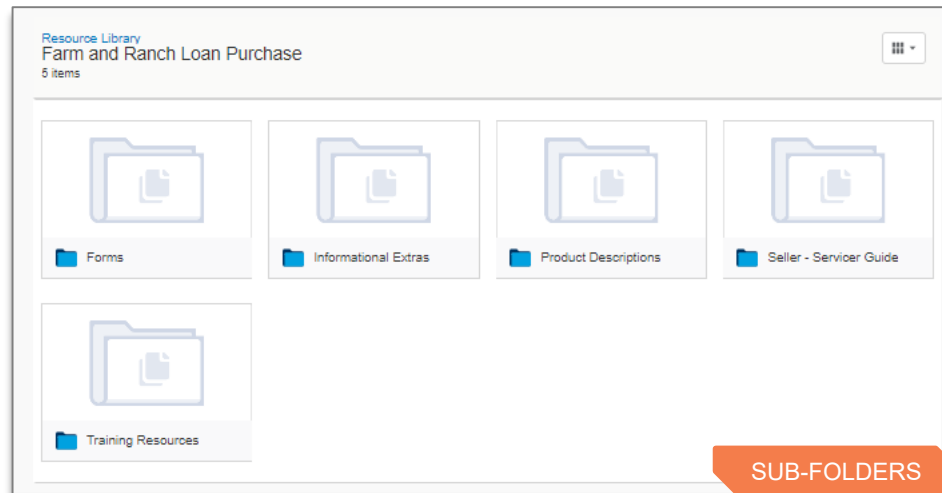 Resource Library
Farm and Ranch Loan Purchase
5 items
Forms
Informational Extras
Product Descriptions
Seller - Servicer Guide
Training Resources
SUB-FOLDERS